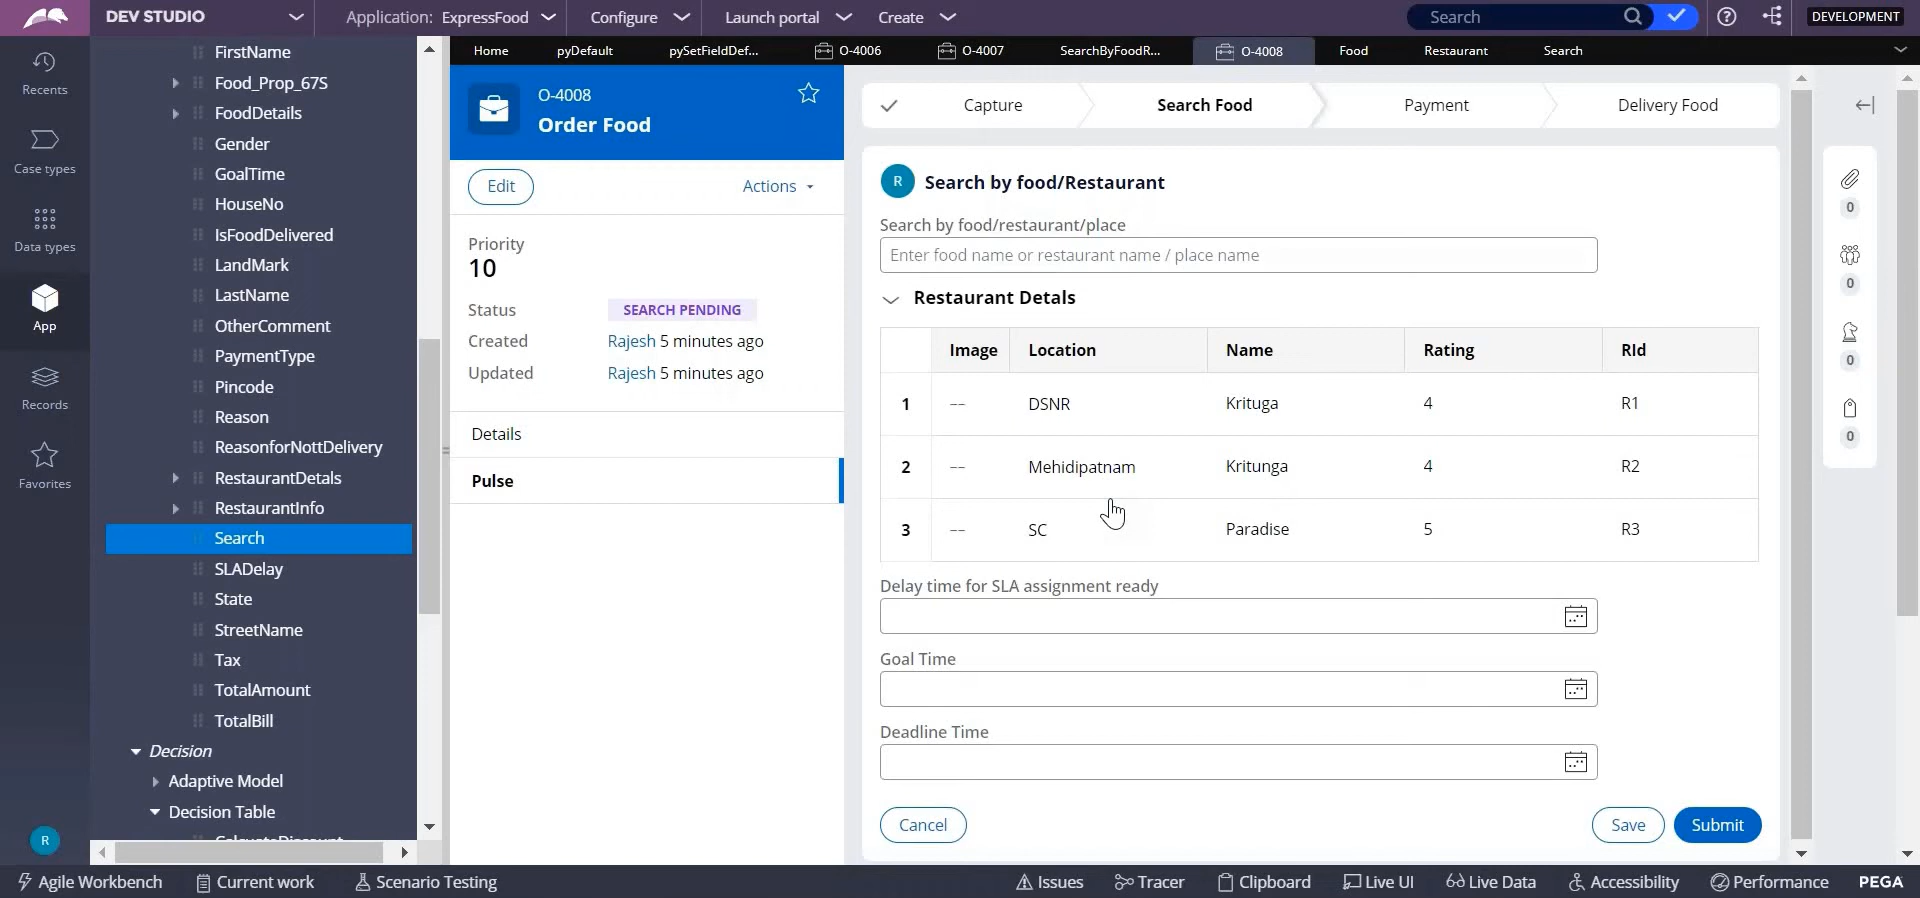 DEV STUDIO
Application: ExpressFood
Configure
Launch portal
Create
Search
DEVELOPMENT
Home
pyDefault
pySetFieldDef...
O-4006
O-4007
SearchByFoodR...
O-4008
Food
Restaurant
Search
Recents
Case types
Data types
App
Records
Favorites
R
FirstName
Food_Prop_67S
FoodDetails
Gender
GoalTime
HouseNo
IsFoodDelivered
LandMark
LastName
OtherComment
PaymentType
Pincode
Reason
ReasonforNottDelivery
RestaurantDetals
RestaurantInfo
Search
SLADelay
State
StreetName
Tax
TotalAmount
TotalBill
Decision
Adaptive Model
Decision Table
O-4008
Order Food
Edit
Actions
Priority
10
Status SEARCH PENDING
Created Rajesh 5 minutes ago
Updated Rajesh 5 minutes ago
Details
Pulse
Capture
Search Food
Payment
Delivery Food
R Search by food/Restaurant
Search by food/restaurant/place
Enter food name or restaurant name / place name
Restaurant Detals
Image Location Name Rating RId
1 -- DSNR Krituga 4 R1
2 -- Mehidipatnam Kritunga 4 R2
3 -- SC Paradise 5 R3
Delay time for SLA assignment ready
Goal Time
Deadline Time
Cancel
Save
Submit
0
0
0
0
Agile Workbench
Current work
Scenario Testing
Issues
Tracer
Clipboard
Live UI
Live Data
Accessibility
Performance
PEGA